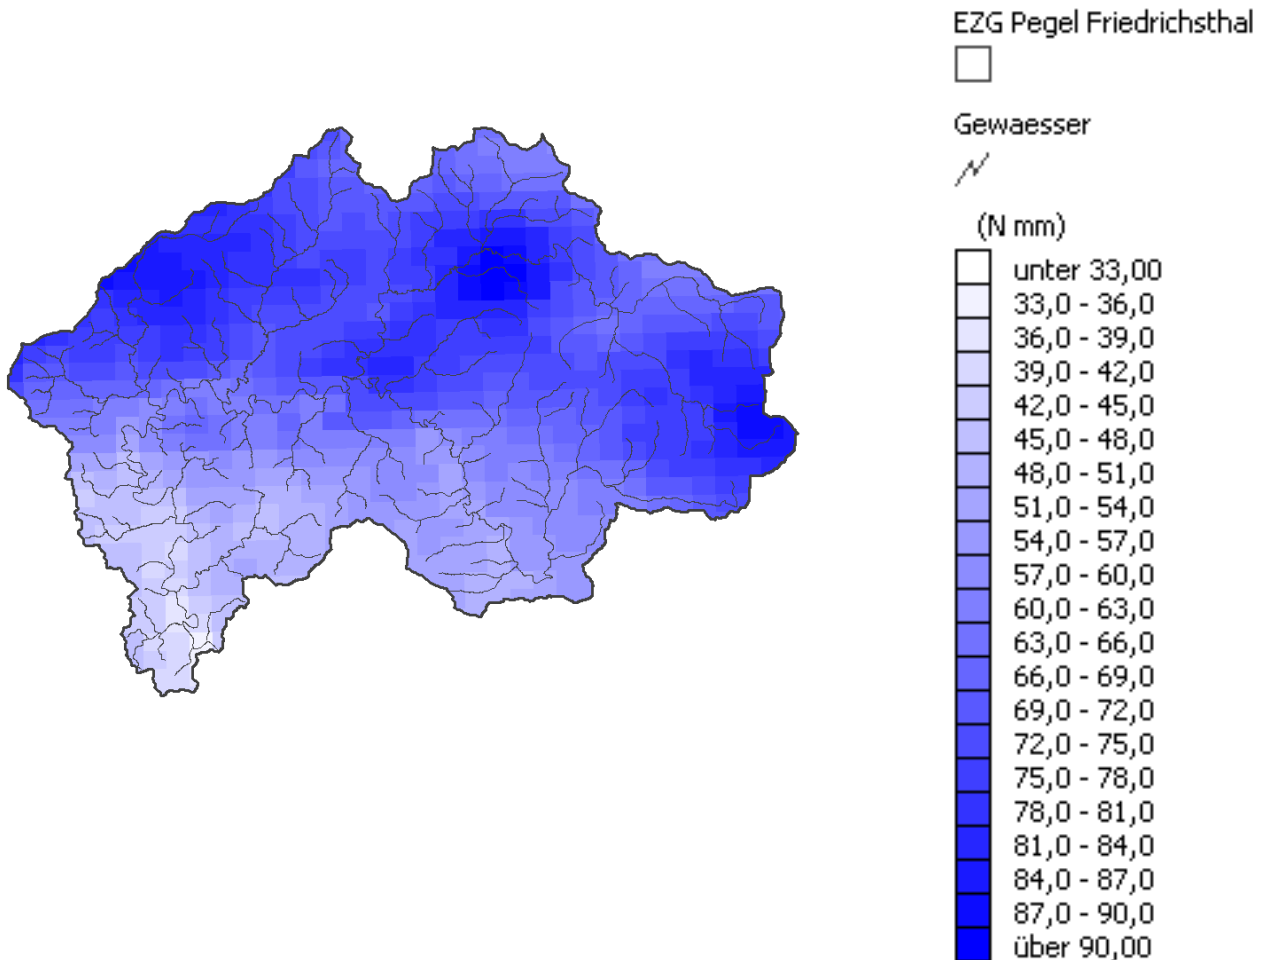 EZG Pegel Friedrichsthal
Gewaesser
(N mm)
unter 33,00
33,0 - 36,0
36,0 - 39,0
39,0 - 42,0
42,0 - 45,0
45,0 - 48,0
48,0 - 51,0
51,0 - 54,0
54,0 - 57,0
57,0 - 60,0
60,0 - 63,0
63,0 - 66,0
66,0 - 69,0
69,0 - 72,0
72,0 - 75,0
75,0 - 78,0
78,0 - 81,0
81,0 - 84,0
84,0 - 87,0
87,0 - 90,0
über 90,00